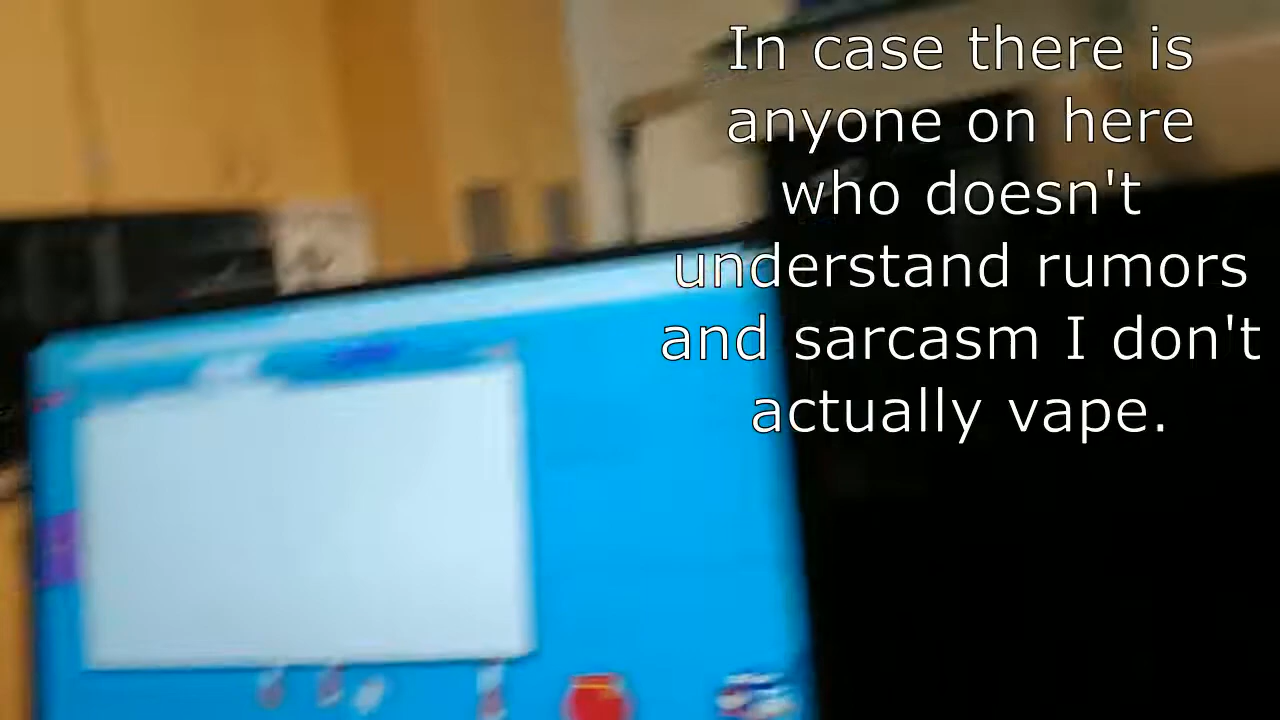 In case there is
anyone on here
who doesn't
understand rumors
and sarcasm I don't
actually vape.